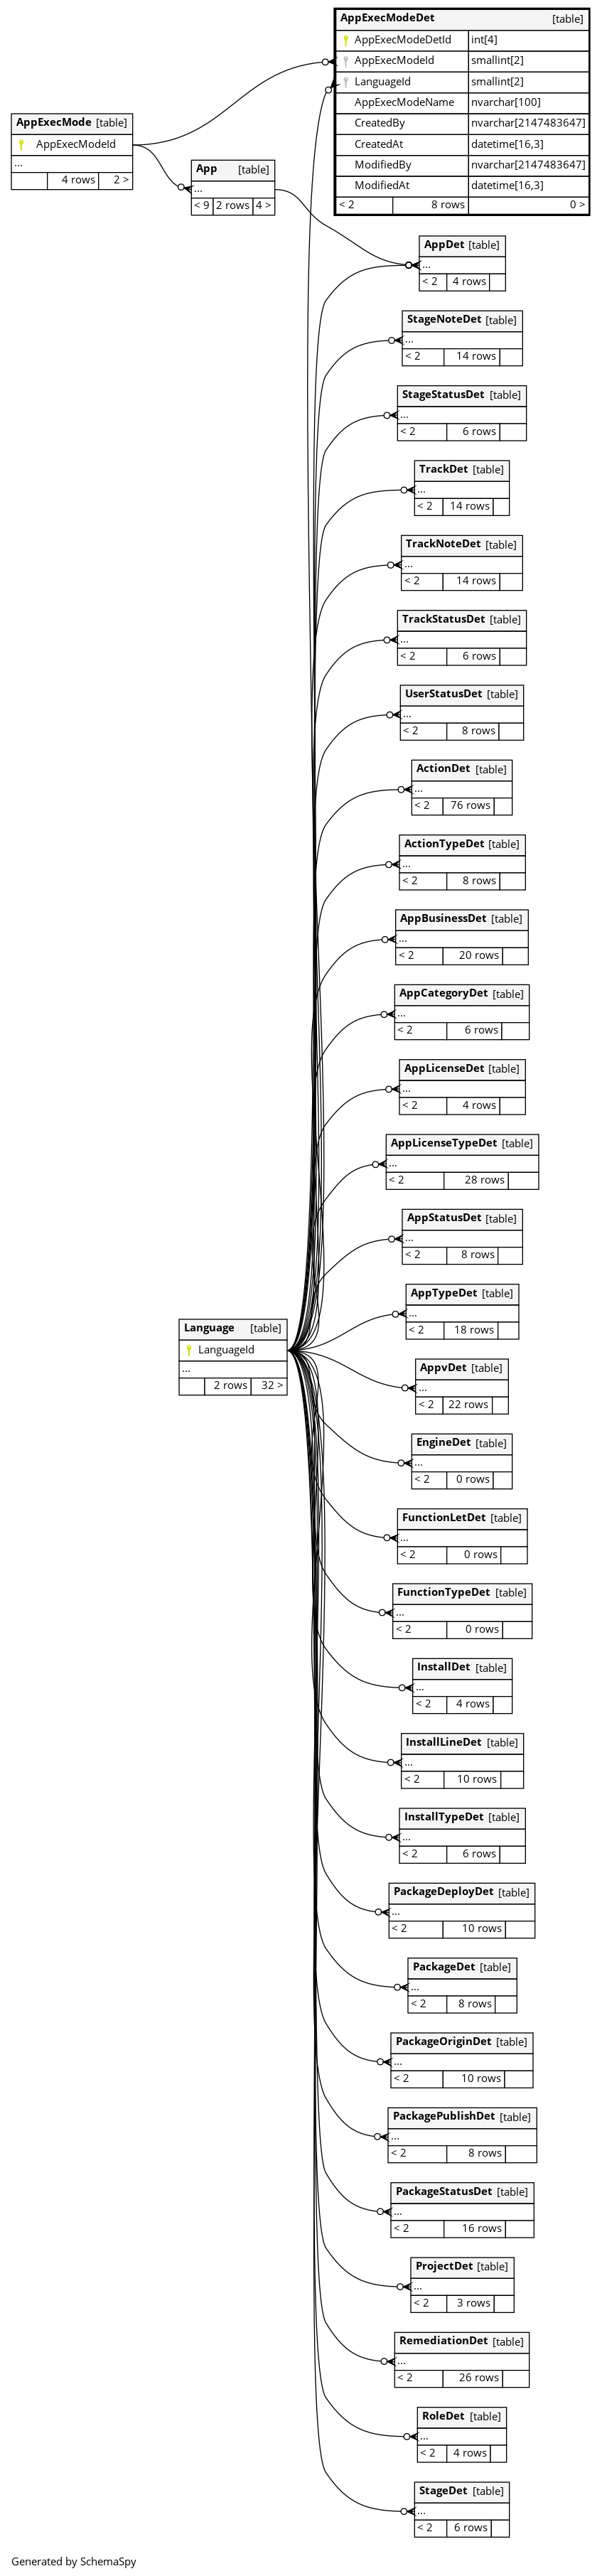 AppExecModeDet [table]
AppExecModeDetId int[4]
AppExecModeId smallint[2]
LanguageId smallint[2]
AppExecModeName nvarchar[100]
CreatedBy nvarchar[2147483647]
CreatedAt datetime[16,3]
ModifiedBy nvarchar[2147483647]
ModifiedAt datetime[16,3]
< 2 8 rows 0 >
AppExecMode [table]
AppExecModeId
...
4 rows 2 >
App [table]
...
< 9 2 rows 4 >
AppDet [table]
...
< 2 4 rows
StageNoteDet [table]
...
< 2 14 rows
StageStatusDet [table]
...
< 2 6 rows
TrackDet [table]
...
< 2 14 rows
TrackNoteDet [table]
...
< 2 14 rows
TrackStatusDet [table]
...
< 2 6 rows
UserStatusDet [table]
...
< 2 8 rows
ActionDet [table]
...
< 2 76 rows
ActionTypeDet [table]
...
< 2 8 rows
AppBusinessDet [table]
...
< 2 20 rows
AppCategoryDet [table]
...
< 2 6 rows
AppLicenseDet [table]
...
< 2 4 rows
AppLicenseTypeDet [table]
...
< 2 28 rows
AppStatusDet [table]
...
< 2 8 rows
AppTypeDet [table]
...
< 2 18 rows
Language [table]
LanguageId
...
2 rows 32 >
AppvDet [table]
...
< 2 22 rows
EngineDet [table]
...
< 2 0 rows
FunctionLetDet [table]
...
< 2 0 rows
FunctionTypeDet [table]
...
< 2 0 rows
InstallDet [table]
...
< 2 4 rows
InstallLineDet [table]
...
< 2 10 rows
InstallTypeDet [table]
...
< 2 6 rows
PackageDeployDet [table]
...
< 2 10 rows
PackageDet [table]
...
< 2 8 rows
PackageOriginDet [table]
...
< 2 10 rows
PackagePublishDet [table]
...
< 2 8 rows
PackageStatusDet [table]
...
< 2 16 rows
ProjectDet [table]
...
< 2 3 rows
RemediationDet [table]
...
< 2 26 rows
RoleDet [table]
...
< 2 4 rows
StageDet [table]
...
< 2 6 rows
Generated by SchemaSpy